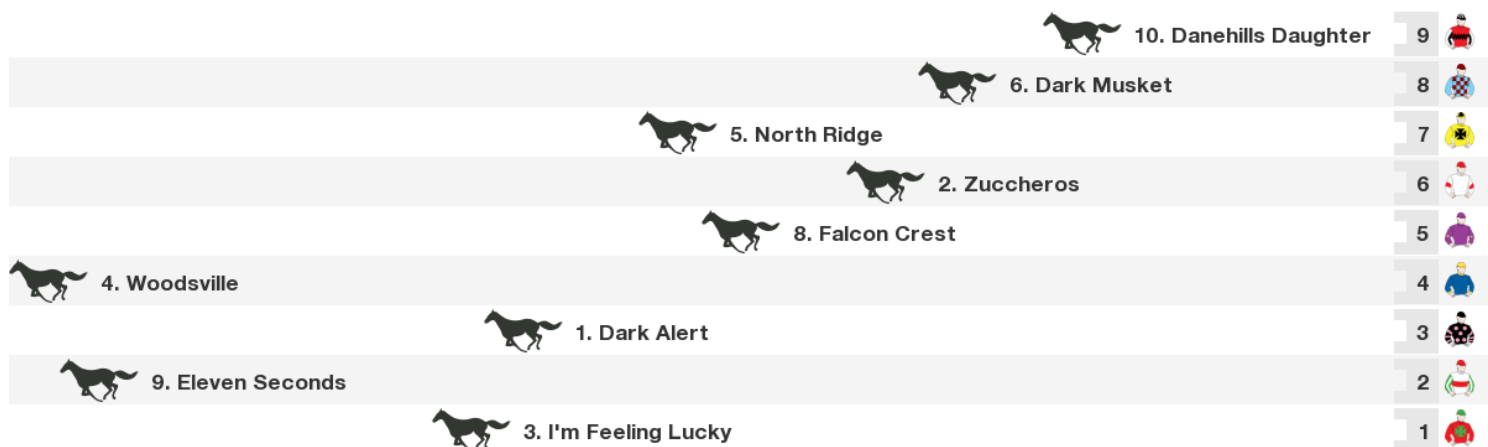 10. Danehills Daughter 9
6. Dark Musket 8
5. North Ridge 7
2. Zuccheros 6
8. Falcon Crest 5
4. Woodsville 4
1. Dark Alert 3
9. Eleven Seconds 2
3. I'm Feeling Lucky 1